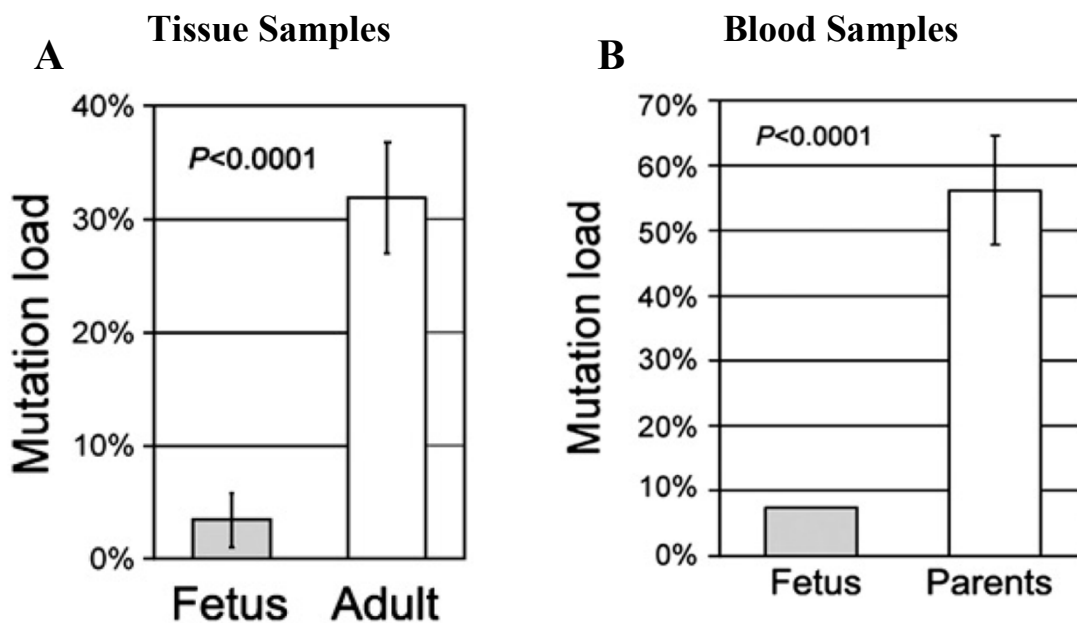 Tissue Samples
A
40%
30%
20%
10%
0%
Mutation load
P<0.0001
Fetus Adult
Blood Samples
B
70%
60%
50%
40%
30%
20%
10%
0%
Mutation load
P<0.0001
Fetus Parents